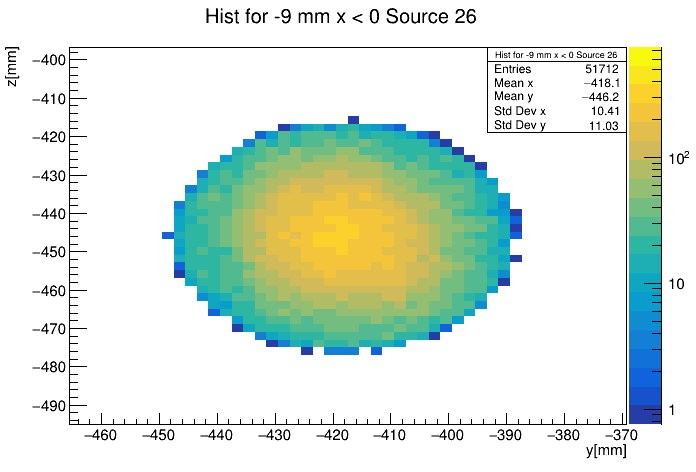 Hist for -9 mm x < 0 Source 26
z[mm]
Hist for -9 mm x < 0 Source 26
Entries 51712
Mean x −418.1
Mean y −446.2
Std Dev x 10.41
Std Dev y 11.03
−400
−410
−420
−430
−440
−450
−460
−470
−480
−490
10²
10
1
−460 −450 −440 −430 −420 −410 −400 −390 −380 −370
y[mm]